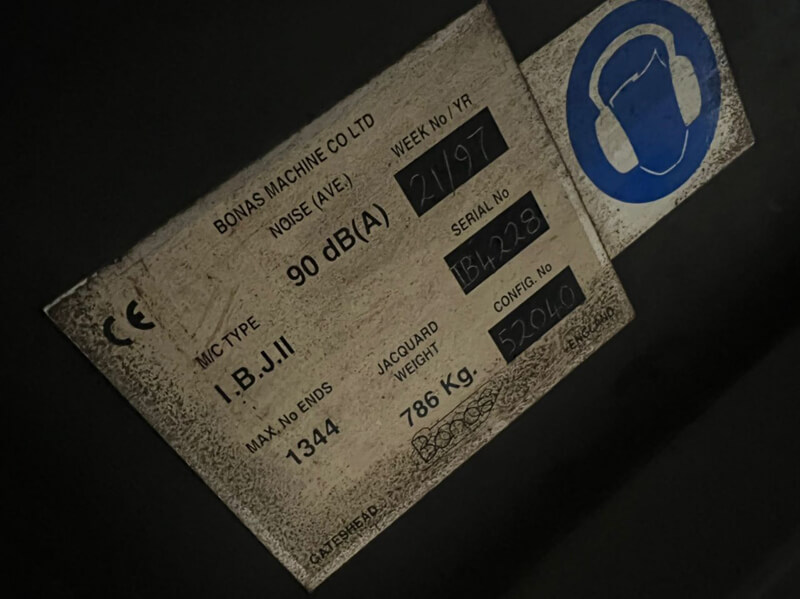 BONAS MACHINE CO LTD
CE
M/C TYPE
I.B.J.II
NOISE (AVE.)
90 dB(A)
WEEK No / YR
21/97
MAX. No ENDS
1344
JACQUARD
WEIGHT
786 Kg.
SERIAL No
IB4228
CONFIG. No
52040
Bonas
GATESHEAD
ENGLAND